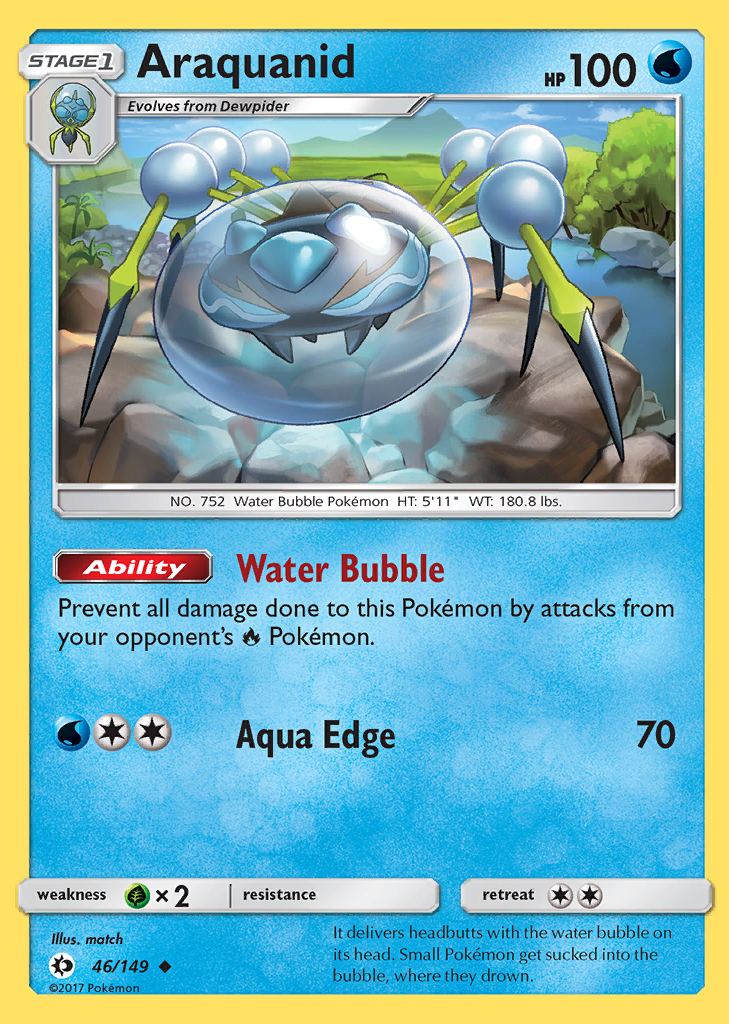 STAGE1
Araquanid
HP 100
Evolves from Dewpider
NO. 752 Water Bubble Pokémon HT: 5'11" WT: 180.8 lbs.
Ability Water Bubble
Prevent all damage done to this Pokémon by attacks from
your opponent's Pokémon.
Aqua Edge 70
weakness ×2 resistance retreat
Illus. match
46/149
©2017 Pokémon
It delivers headbutts with the water bubble on
its head. Small Pokémon get sucked into the
bubble, where they drown.